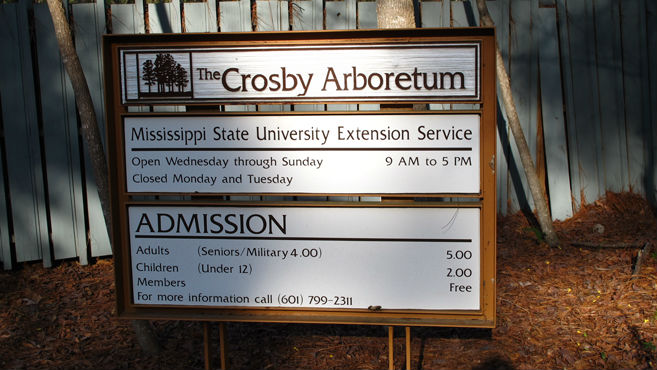 The Crosby Arboretum
Mississippi State University Extension Service
Open Wednesday through Sunday 9 AM to 5 PM
Closed Monday and Tuesday
ADMISSION
Adults (Seniors/Military 4.00) 5.00
Children (Under 12) 2.00
Members Free
For more information call (601) 799-2311